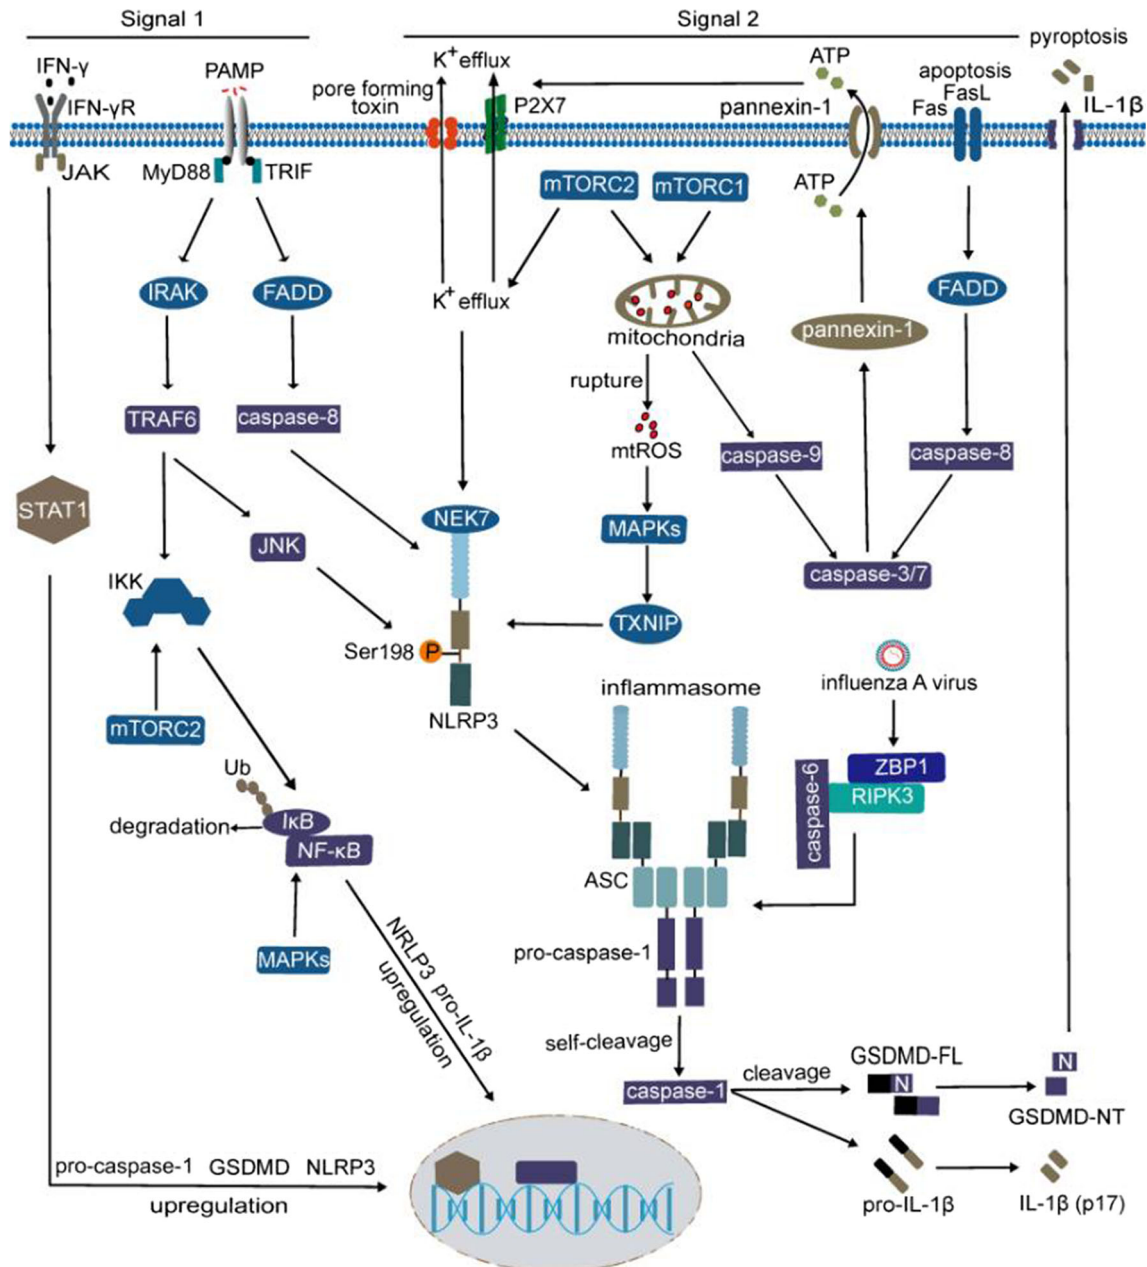 Signal 1
Signal 2
pyroptosis
IFN-γ
PAMP
K+ efflux
ATP
apoptosis
FasL
pore forming
toxin
P2X7
pannexin-1
Fas
IL-1β
IFN-γR
JAK
MyD88
TRIF
mTORC2
mTORC1
ATP
IRAK
FADD
K+ efflux
FADD
mitochondria
pannexin-1
rupture
TRAF6
caspase-8
mtROS
caspase-9
caspase-8
STAT1
NEK7
MAPKs
JNK
IKK
caspase-3/7
TXNIP
Ser198
P
influenza A virus
inflammasome
NLRP3
mTORC2
Ub
ZBP1
caspase-6
RIPK3
IκB
degradation
NF-κB
ASC
MAPKs
NRLP3 pro-IL-1β
upregulation
pro-caspase-1
self-cleavage
GSDMD-FL
N
caspase-1
cleavage
N
GSDMD-NT
pro-caspase-1 GSDMD NLRP3
upregulation
pro-IL-1β
IL-1β (p17)